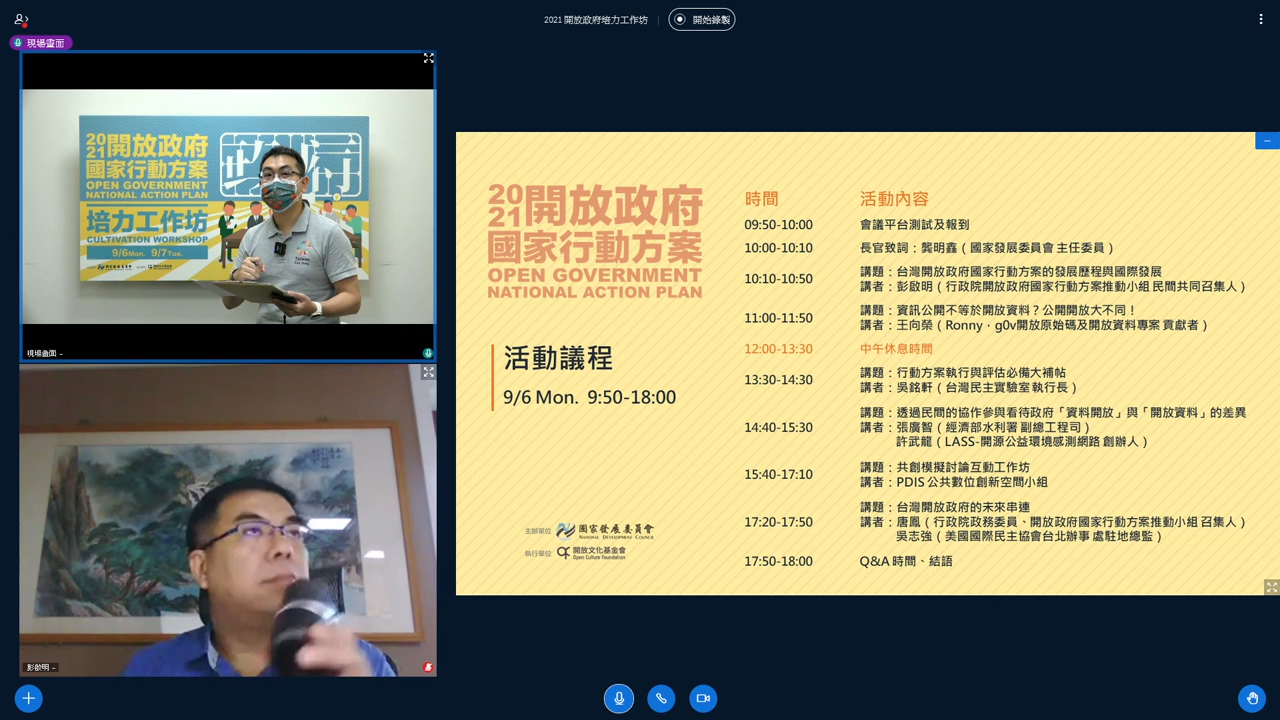 2021 開放政府培力工作坊
開始錄製
現場畫面
2021開放政府
國家行動方案
OPEN GOVERNMENT
NATIONAL ACTION PLAN
培力工作坊
CULTIVATION WORKSHOP
9/6Mon. 9/7Tue.
現場畫面
彭啟明
2021開放政府
國家行動方案
OPEN GOVERNMENT
NATIONAL ACTION PLAN
活動議程
9/6 Mon. 9:50-18:00
主辦單位 國家發展委員會
NATIONAL DEVELOPMENT COUNCIL
執行單位 開放文化基金會
Open Culture Foundation
時間 活動內容
09:50-10:00 會議平台測試及報到
10:00-10:10 長官致詞：龔明鑫（國家發展委員會 主任委員）
10:10-10:50 講題：台灣開放政府國家行動方案的發展歷程與國際發展
講者：彭啟明（行政院開放政府國家行動方案推動小組 民間共同召集人）
11:00-11:50 講題：資訊公開不等於開放資料？公開開放大不同！
講者：王向榮（Ronny，g0v開放原始碼及開放資料專案 貢獻者）
12:00-13:30 中午休息時間
13:30-14:30 講題：行動方案執行與評估必備大補帖
講者：吳銘軒（台灣民主實驗室 執行長）
14:40-15:30 講題：透過民間的協作參與看待政府「資料開放」與「開放資料」的差異
講者：張廣智（經濟部水利署 副總工程司）
許武龍（LASS-開源公益環境感測網路 創辦人）
15:40-17:10 講題：共創模擬討論互動工作坊
講者：PDIS 公共數位創新空間小組
17:20-17:50 講題：台灣開放政府的未來串連
講者：唐鳳（行政院政務委員、開放政府國家行動方案推動小組 召集人）
吳志強（美國國際民主協會台北辦事處 駐地總監）
17:50-18:00 Q&A 時間、結語